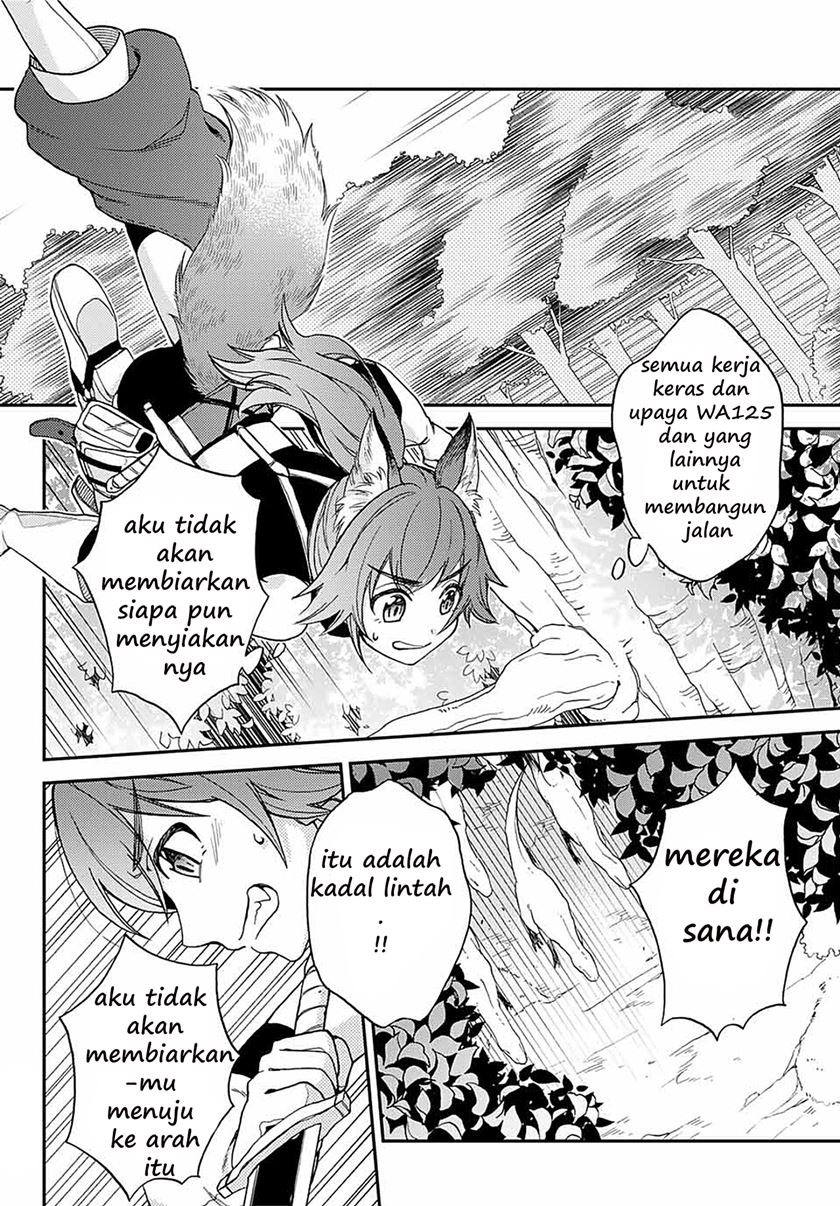 semua kerja
keras dan
upaya WA125
dan yang
lainnya
untuk
membangun
jalan
aku tidak
akan
membiarkan
siapa pun
menyiakan
nya
mereka
di
sana!!
itu adalah
kadal lintah
.
!!
aku tidak
akan
membiarkan
-mu
menuju
ke arah
itu